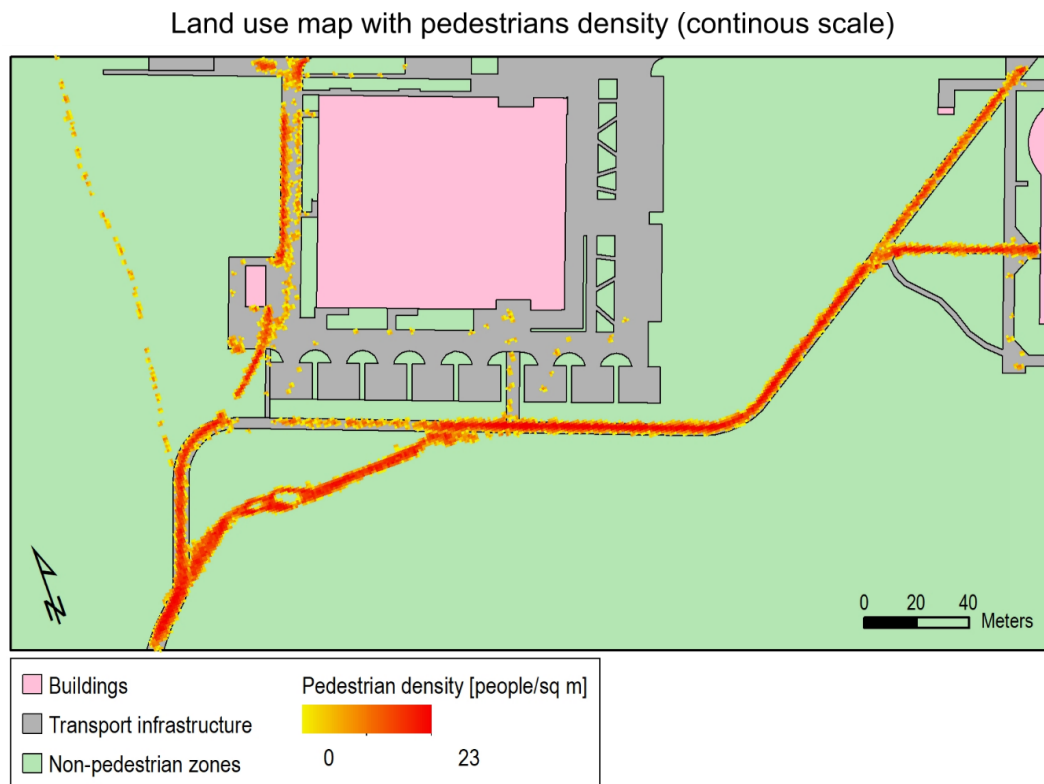 Land use map with pedestrians density (continous scale)
N
0 20 40
Meters
Buildings
Transport infrastructure
Non-pedestrian zones
Pedestrian density [people/sq m]
0 23